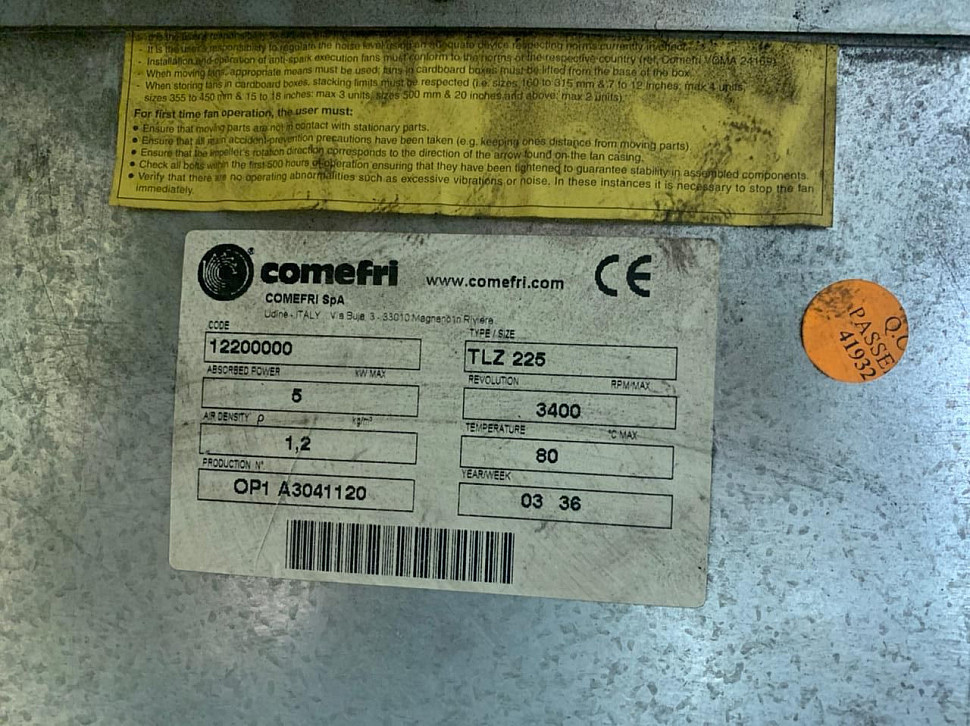 - It is the user's responsibility to regulate the noise level using an adequate device respecting norms currently in effect.
- Installation and operation of anti-spark execution fans must conform to the norms of the respective country (ref. Comefri VDMA 24169).
- When moving fans, appropriate means must be used; fans in cardboard boxes must be lifted from the base of the box.
- When storing fans in cardboard boxes, stacking limits must be respected (i.e. sizes 160 to 315 mm & 7 to 12 inches: max 4 units,
sizes 355 to 450 mm & 15 to 18 inches: max 3 units, sizes 500 mm & 20 inches and above: max 2 units).
For first time fan operation, the user must:
● Ensure that moving parts are not in contact with stationary parts.
● Ensure that all main accident-prevention precautions have been taken (e.g. keeping ones distance from moving parts)
● Ensure that the impeller's rotation direction corresponds to the direction of the arrow found on the fan casing.
● Check all bolts within the first 500 hours of operation ensuring that they have been tightened to guarantee stability in assembled components.
● Verify that there are no operating abnormalities such as excessive vibrations or noise. In these instances it is necessary to stop the fan
immediately.
comefri® www.comefri.com CE
COMEFRI SpA
Udine - ITALY Via Buja, 3 - 33010 Magnano in Riviera
CODE TYPE / SIZE
12200000 TLZ 225
ABSORBED POWER kW MAX REVOLUTION RPM/MAX
5 3400
AIR DENSITY ρ kg/m³ TEMPERATURE °C MAX
1,2 80
PRODUCTION N° YEAR/WEEK
OP1 A3041120 03 36
Q.C
PASSE
41932